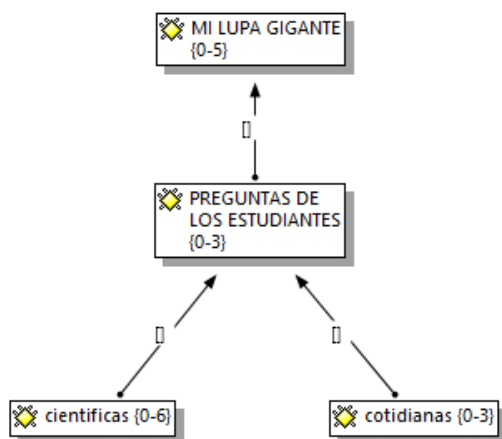 MI LUPA GIGANTE
{0-5}
[]
PREGUNTAS DE
LOS ESTUDIANTES
{0-3}
[]
[]
cientificas {0-6}
cotidianas {0-3}